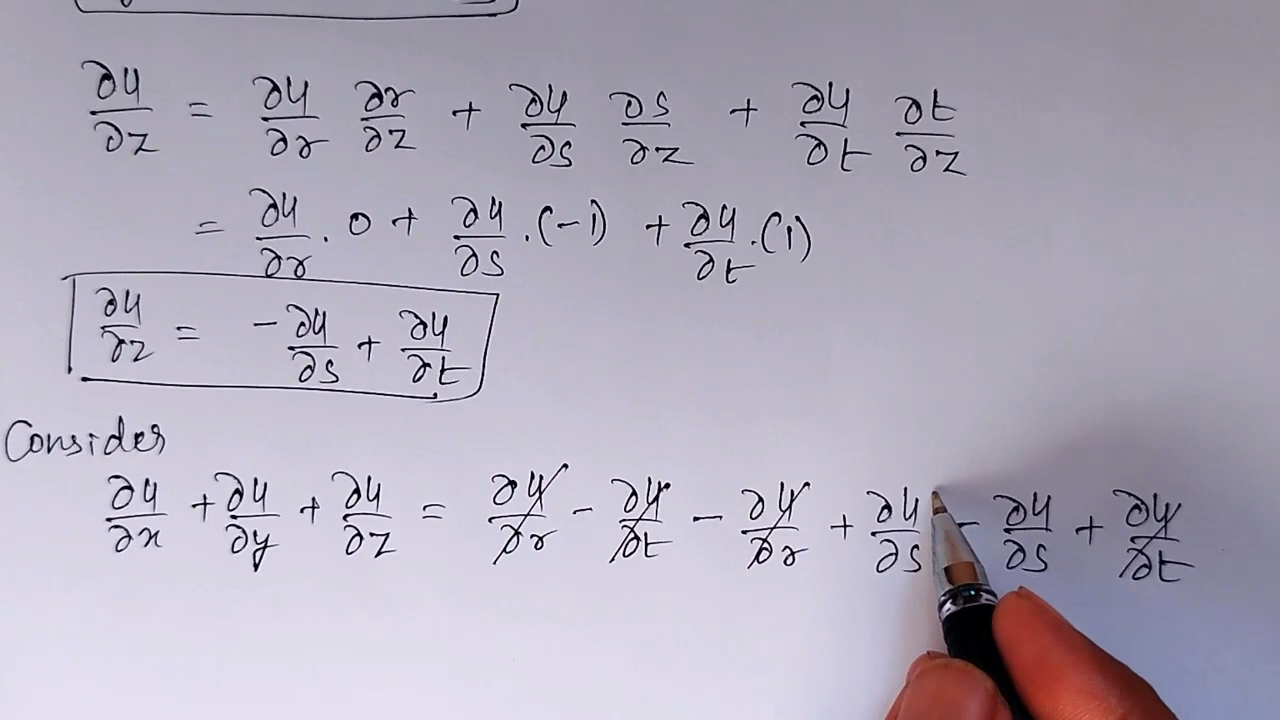 ∂u/∂z = ∂u/∂r ∂r/∂z + ∂u/∂s ∂s/∂z + ∂u/∂t ∂t/∂z
= ∂u/∂r . 0 + ∂u/∂s . (-1) + ∂u/∂t . (1)
∂u/∂z = -∂u/∂s + ∂u/∂t
Consider
∂u/∂x + ∂u/∂y + ∂u/∂z = ∂u/∂r - ∂u/∂t - ∂u/∂r + ∂u/∂s - ∂u/∂s + ∂u/∂t